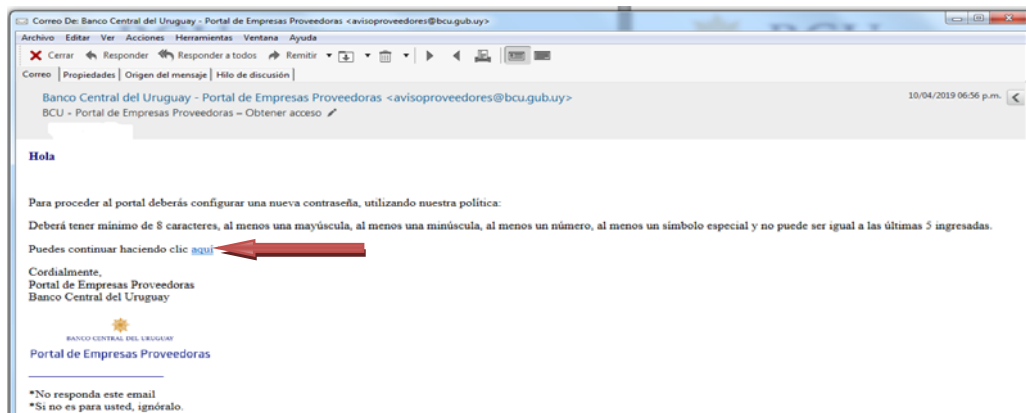 Correo De: Banco Central del Uruguay - Portal de Empresas Proveedoras <avisoproveedores@bcu.gub.uy>
Archivo Editar Ver Acciones Herramientas Ventana Ayuda
Cerrar Responder Responder a todos Remitir
Correo Propiedades Origen del mensaje Hilo de discusión
Banco Central del Uruguay - Portal de Empresas Proveedoras <avisoproveedores@bcu.gub.uy> 10/04/2019 06:56 p.m.
BCU - Portal de Empresas Proveedoras – Obtener acceso
Hola
Para proceder al portal deberás configurar una nueva contraseña, utilizando nuestra política:
Deberá tener mínimo de 8 caracteres, al menos una mayúscula, al menos una minúscula, al menos un número, al menos un símbolo especial y no puede ser igual a las últimas 5 ingresadas.
Puedes continuar haciendo clic aquí
Cordialmente,
Portal de Empresas Proveedoras
Banco Central del Uruguay
BANCO CENTRAL DEL URUGUAY
Portal de Empresas Proveedoras
*No responda este email
*Si no es para usted, ignóralo.